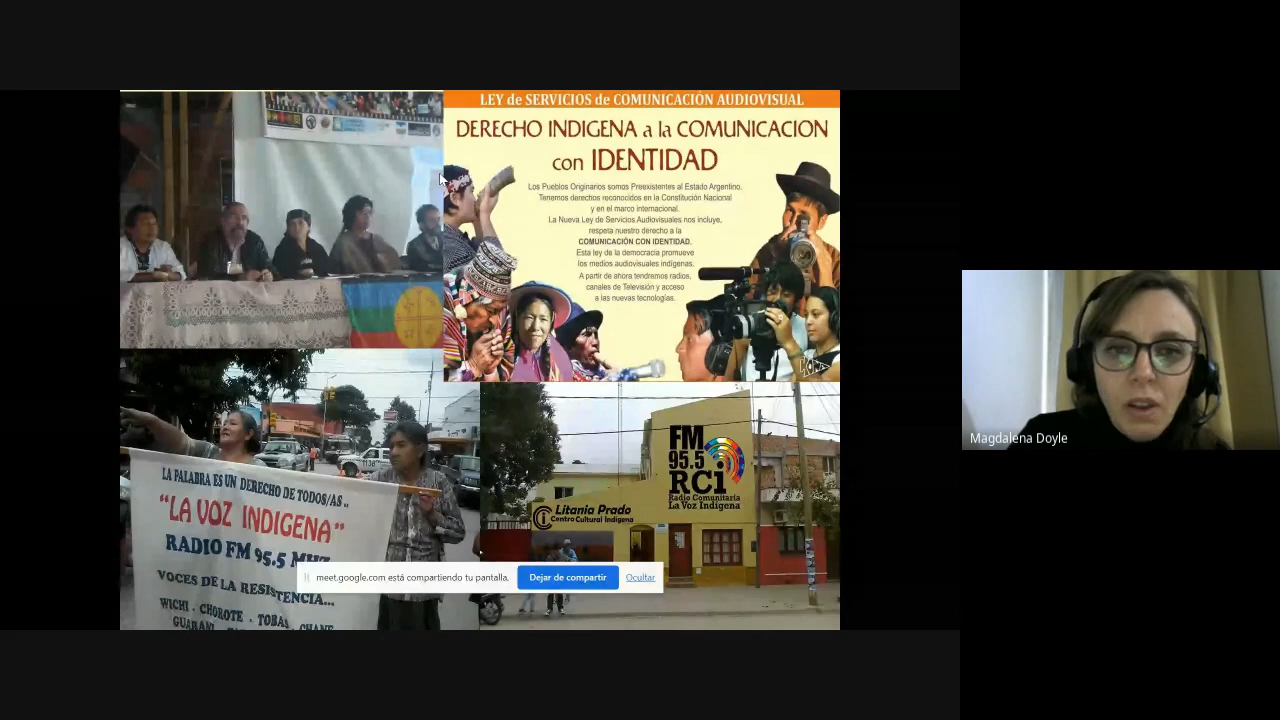 LEY de SERVICIOS de COMUNICACIÓN AUDIOVISUAL
DERECHO INDIGENA a la COMUNICACION
con IDENTIDAD
Los Pueblos Originarios somos Preexistentes al Estado Argentino.
Tenemos derechos reconocidos en la Constitución Nacional
y en el marco internacional.
La Nueva Ley de Servicios Audiovisuales nos incluye,
respeta nuestro derecho a la
COMUNICACIÓN CON IDENTIDAD.
Esta ley de la democracia promueve
los medios audiovisuales indígenas.
A partir de ahora tendremos radios,
canales de Televisión y acceso
a las nuevas tecnologías.
LA PALABRA ES UN DERECHO DE TODOS/AS..
"LA VOZ INDIGENA"
RADIO FM 95.5 MHZ
VOCES DE LA RESISTENCIA...
WICHI . CHOROTE . TOBAS . CHANE
GUARANI
FM
95.5
RCi
Radio Comunitaria
La Voz Indígena
Litania Prado
Centro Cultural Indígena
meet.google.com está compartiendo tu pantalla.
Dejar de compartir
Ocultar
Magdalena Doyle